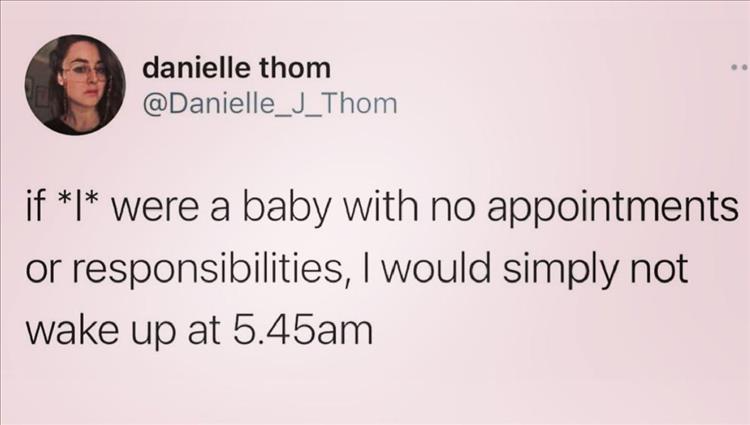 danielle thom
@Danielle_J_Thom
if *I* were a baby with no appointments
or responsibilities, I would simply not
wake up at 5.45am